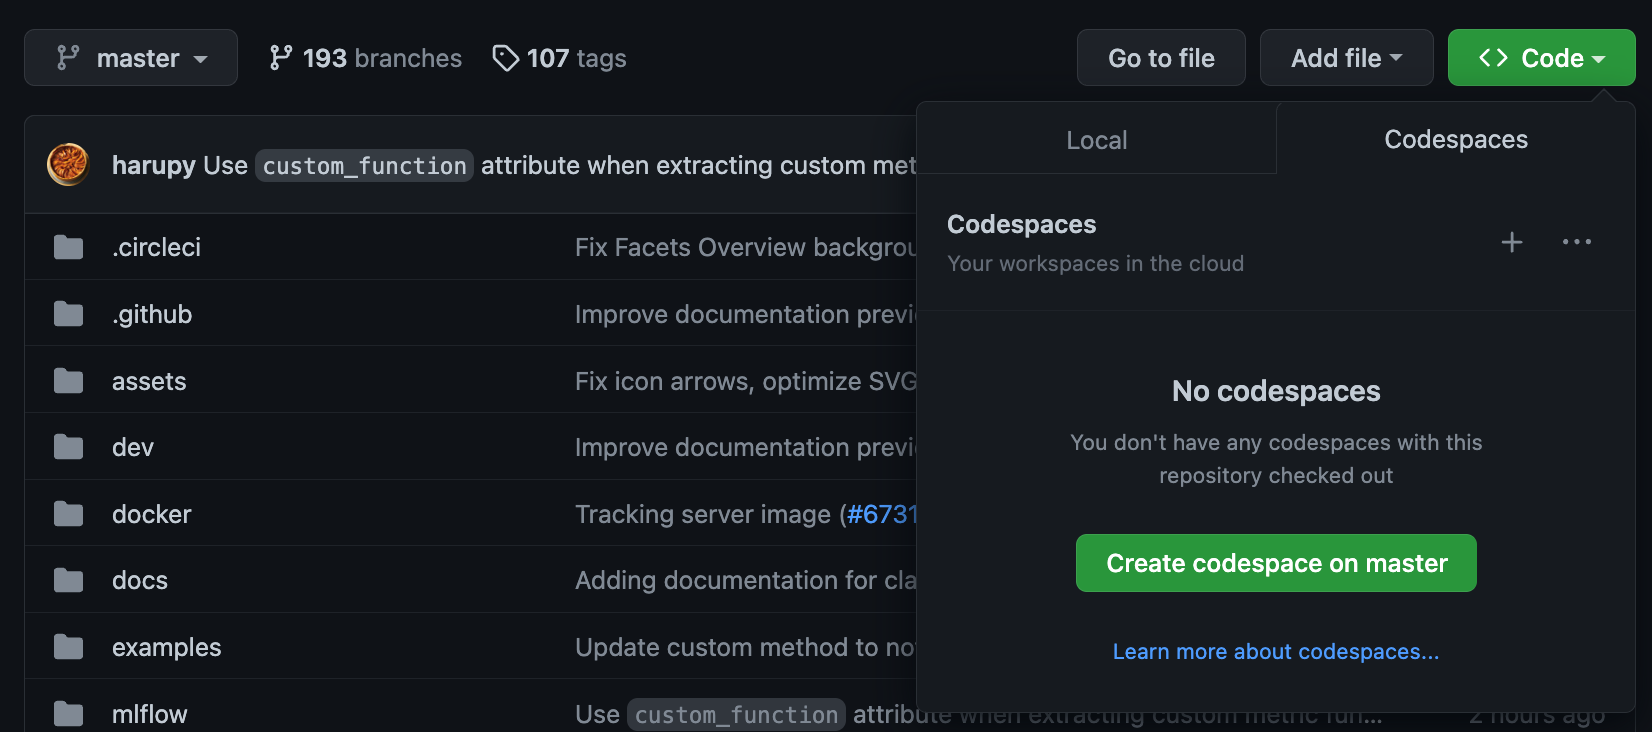 master 193 branches 107 tags Go to file Add file Code
Local Codespaces
harupy Use custom_function attribute when extracting custom met
Codespaces
Your workspaces in the cloud
.circleci Fix Facets Overview backgrou
.github Improve documentation previe
assets Fix icon arrows, optimize SVG
No codespaces
You don't have any codespaces with this
repository checked out
dev Improve documentation previe
docker Tracking server image (#6731
Create codespace on master
docs Adding documentation for cla
examples Update custom method to no
Learn more about codespaces...
mlflow Use custom_function attribute when extracting custom metric fun... 2 hours ago